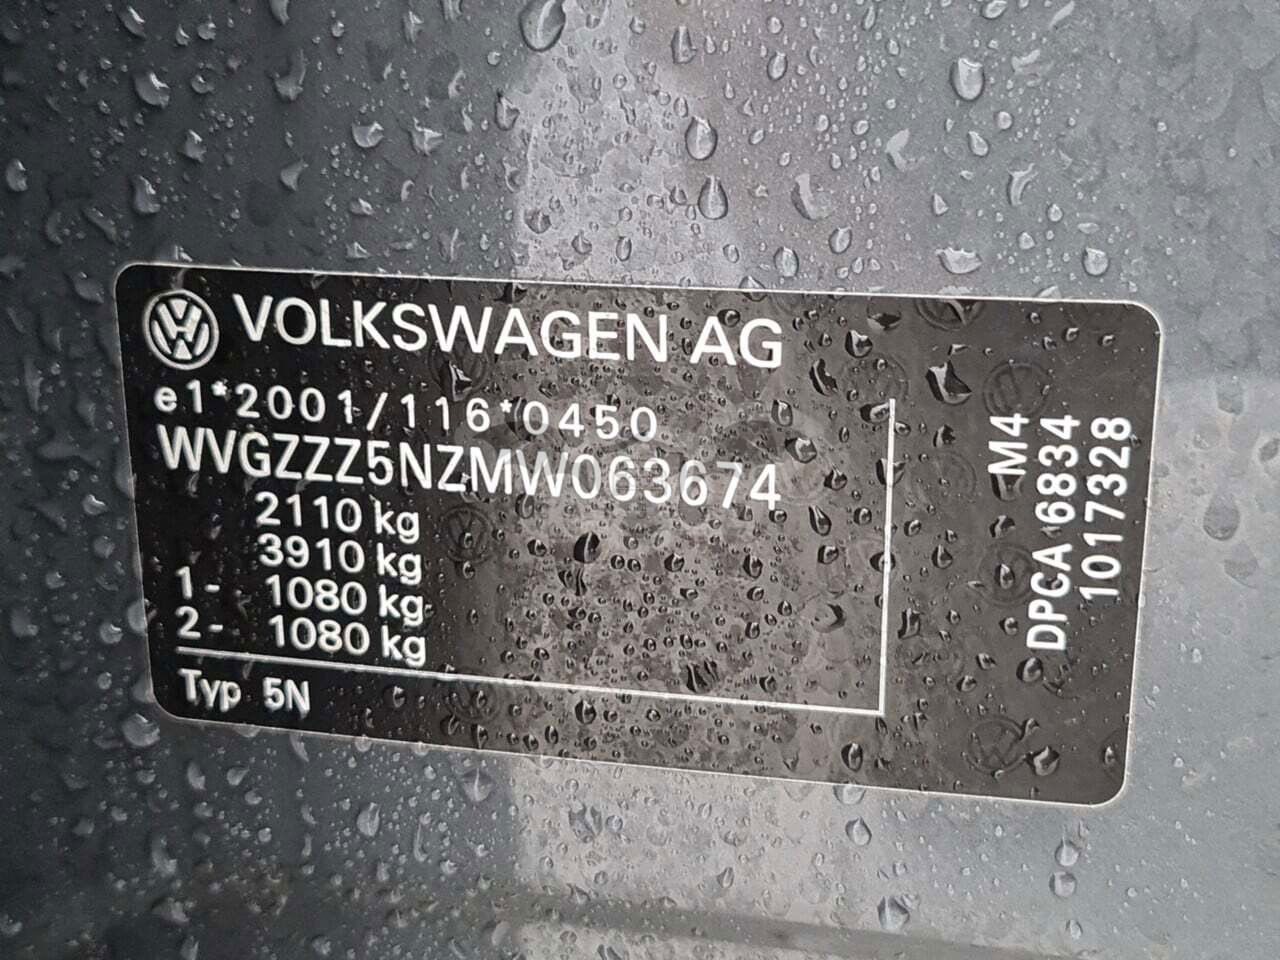 VOLKSWAGEN AG
e1*2001/116*0450
WVGZZZ5NZMW063674
2110 kg
3910 kg
1- 1080 kg
2- 1080 kg
Typ 5N
M4
DPCA 6834
1017328